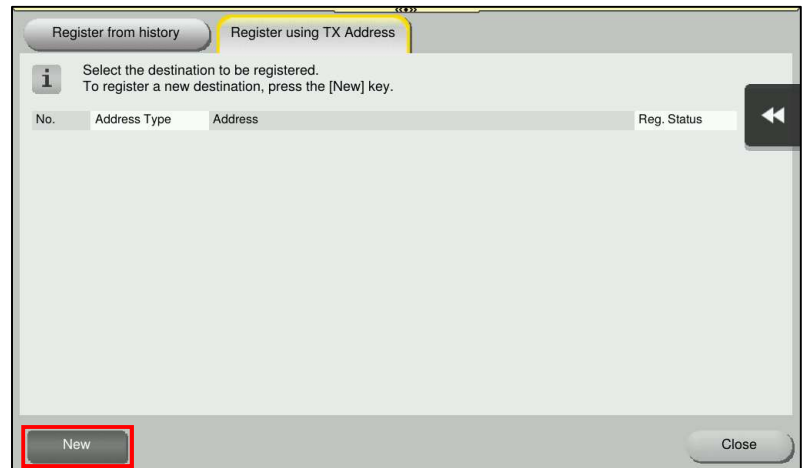 Register from history
Register using TX Address
i
Select the destination to be registered.
To register a new destination, press the [New] key.
No. Address Type Address Reg. Status
New
Close